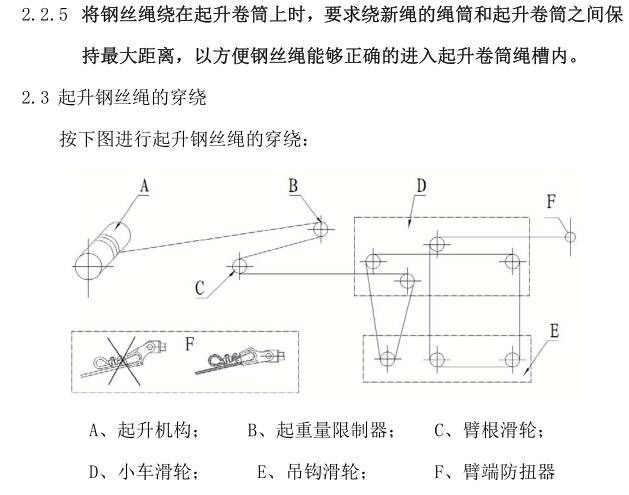 2.2.5 将钢丝绳绕在起升卷筒上时，要求绕新绳的绳筒和起升卷筒之间保
持最大距离，以方便钢丝绳能够正确的进入起升卷筒绳槽内。
2.3 起升钢丝绳的穿绕
按下图进行起升钢丝绳的穿绕：
A
B
D
F
C
F
E
A、起升机构； B、起重量限制器； C、臂根滑轮；
D、小车滑轮； E、吊钩滑轮； F、臂端防扭器